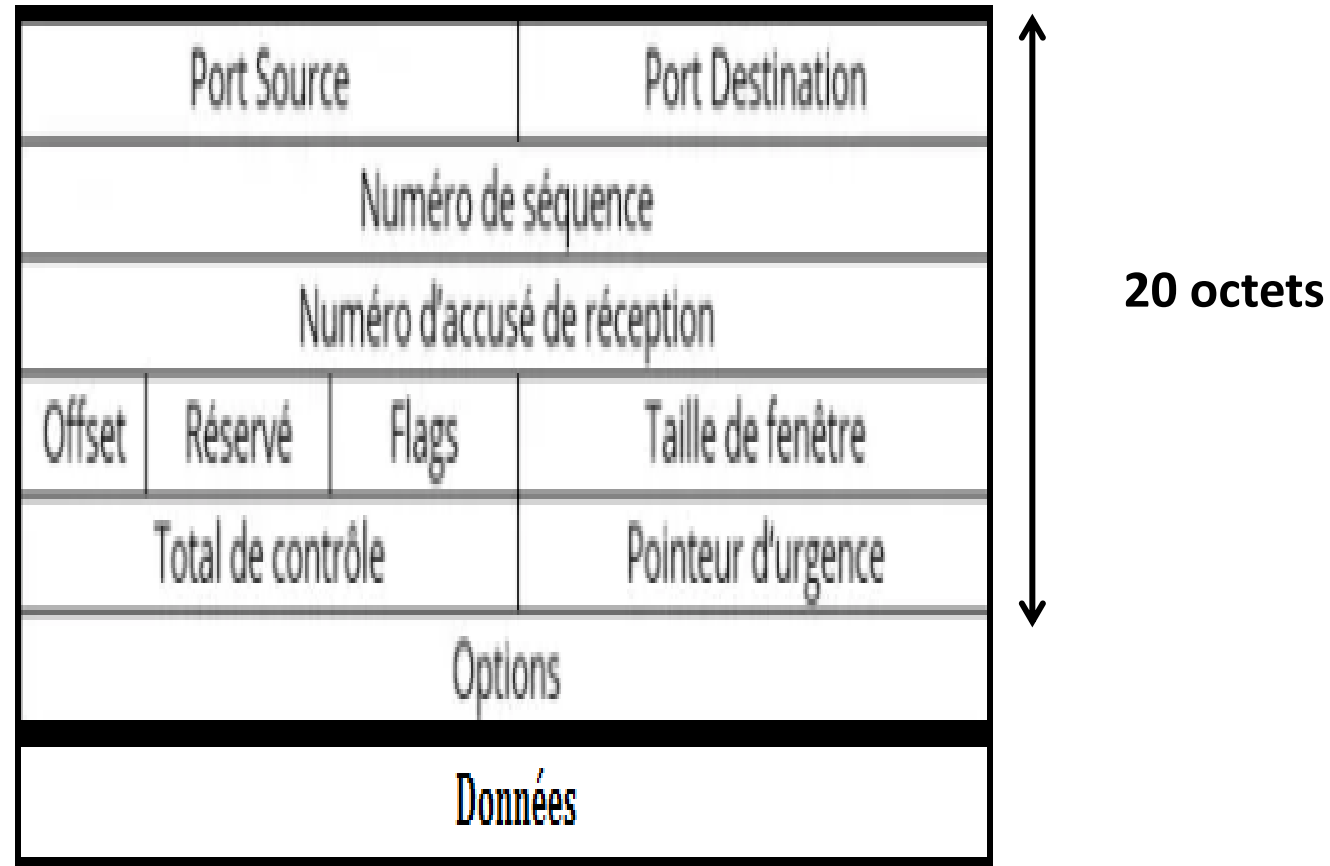 Port Source
Port Destination
Numéro de séquence
Numéro d'accusé de réception
20 octets
Offset
Réservé
Flags
Taille de fenêtre
Total de contrôle
Pointeur d'urgence
Options
Données